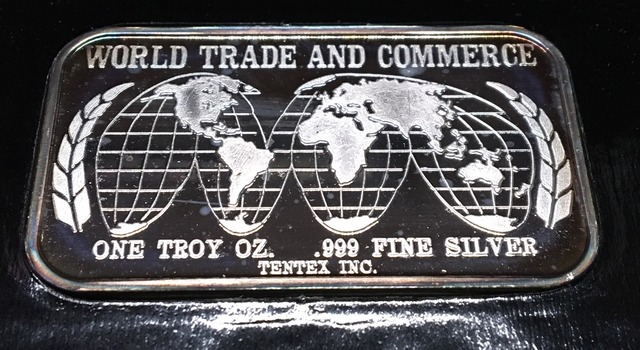 WORLD TRADE AND COMMERCE
ONE TROY OZ. .999 FINE SILVER
TENTEX INC.